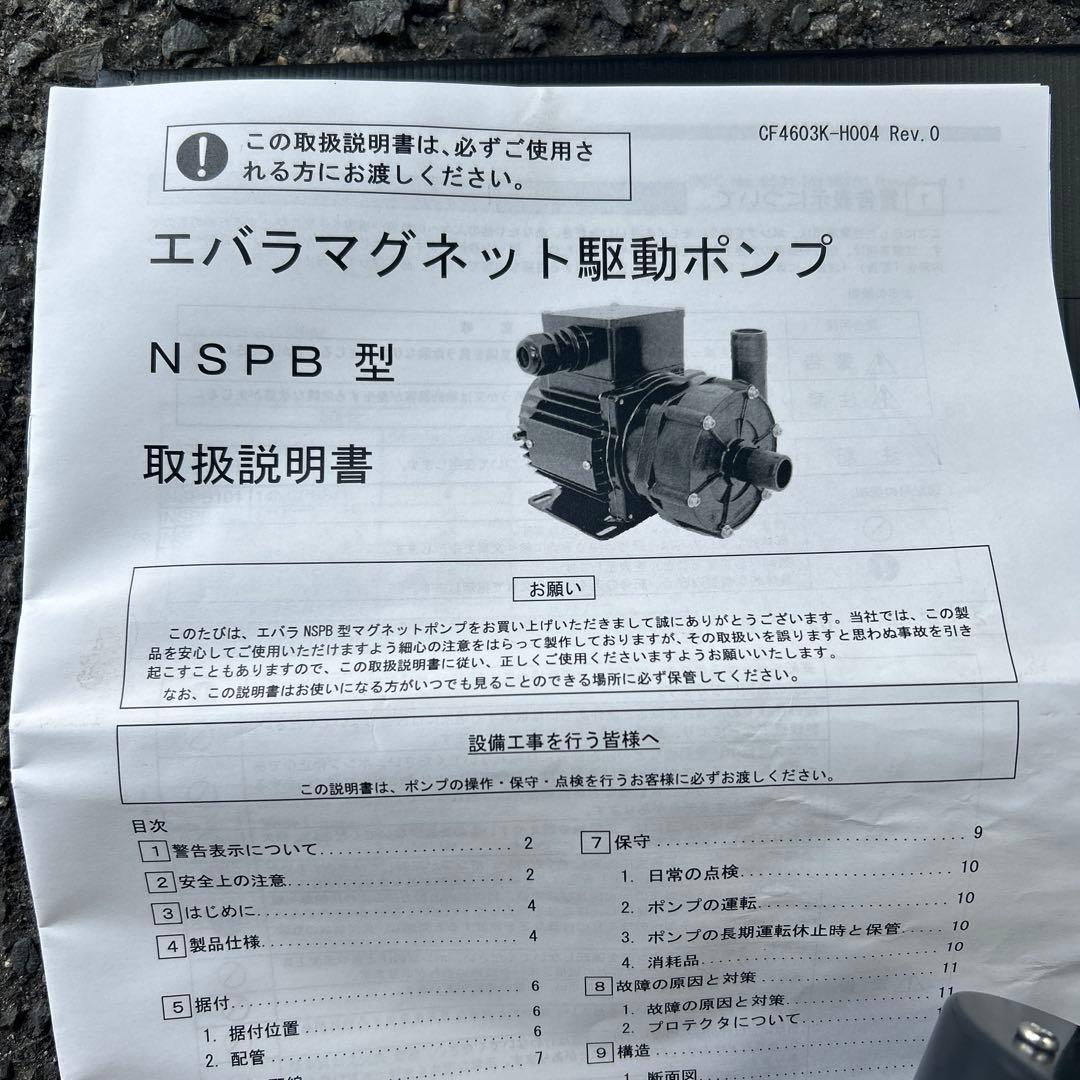 この取扱説明書は、必ずご使用さ
れる方にお渡しください。
CF4603K-H004 Rev.0
エバラマグネット駆動ポンプ
NSPB 型
取扱説明書
お願い
このたびは、エバラ NSPB 型マグネットポンプをお買い上げいただきまして誠にありがとうございます。当社では、この製
品を安心してご使用いただけますよう細心の注意をはらって製作しておりますが、その取扱いを誤りますと思わぬ事故を引き
起こすこともありますので、この取扱説明書に従い、正しくご使用くださいますようお願いいたします。
なお、この説明書はお使いになる方がいつでも見ることのできる場所に必ず保管してください。
設備工事を行う皆様へ
この説明書は、ポンプの操作・保守・点検を行うお客様に必ずお渡しください。
目次
1 警告表示について 2
2 安全上の注意 2
3 はじめに 4
4 製品仕様 4
5 据付 6
1. 据付位置 6
2. 配管 7
7 保守 9
1. 日常の点検 10
2. ポンプの運転 10
3. ポンプの長期運転休止時と保管 10
4. 消耗品 10
8 故障の原因と対策 11
1. 故障の原因と対策 11
2. プロテクタについて
9 構造
1. 断面図